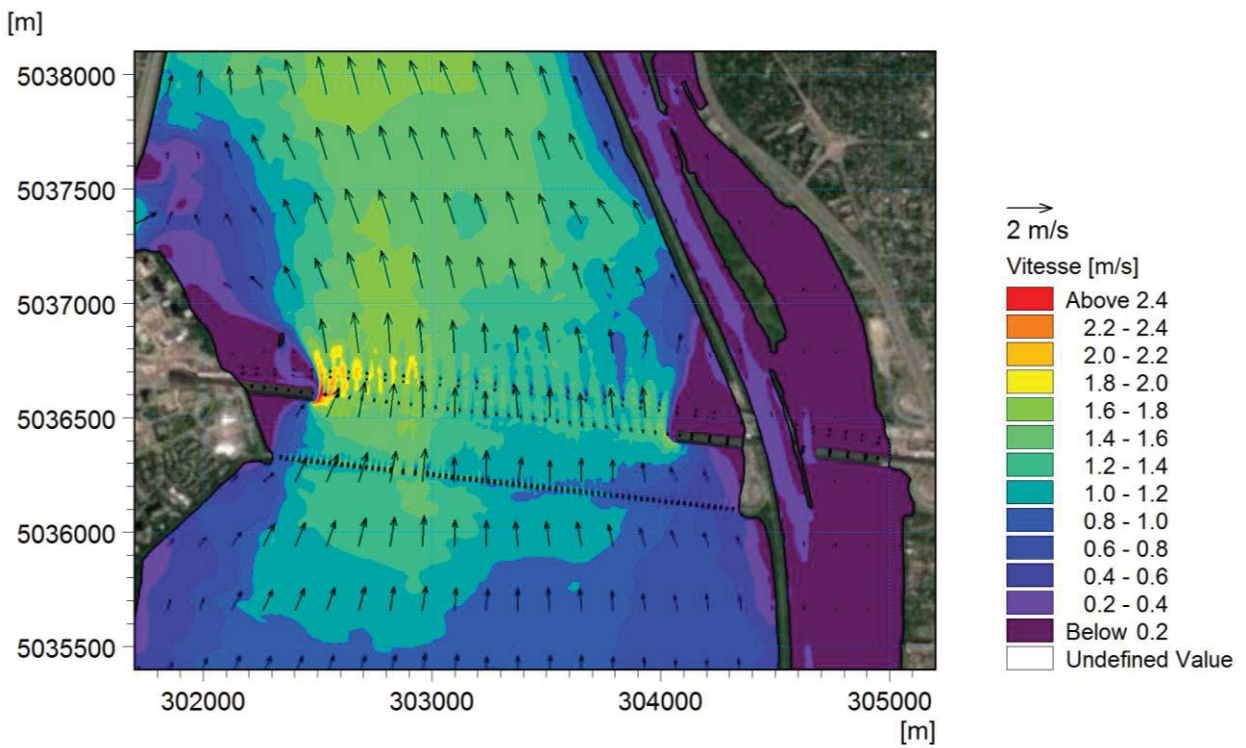 [m]
5038000
5037500
5037000
5036500
5036000
5035500
302000 303000 304000 305000
[m]
2 m/s
Vitesse [m/s]
Above 2.4
2.2 - 2.4
2.0 - 2.2
1.8 - 2.0
1.6 - 1.8
1.4 - 1.6
1.2 - 1.4
1.0 - 1.2
0.8 - 1.0
0.6 - 0.8
0.4 - 0.6
0.2 - 0.4
Below 0.2
Undefined Value